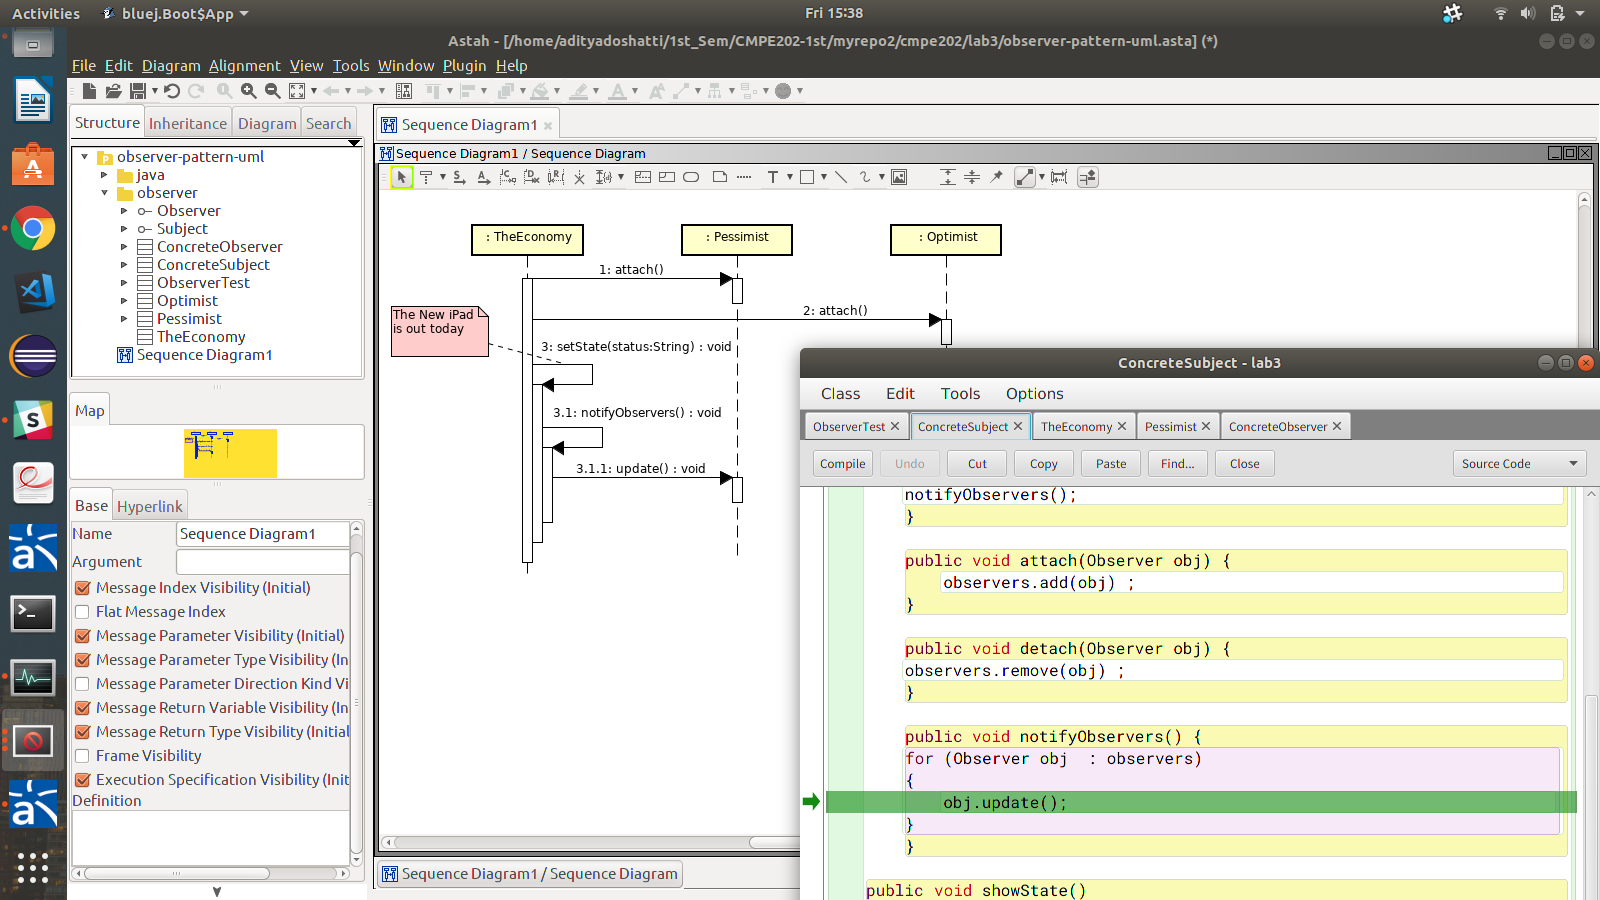 Activities
bluej.Boot$App
Fri 15:38
Astah - [/home/adityadoshatti/1st_Sem/CMPE202-1st/myrepo2/cmpe202/lab3/observer-pattern-uml.asta] (*)
File Edit Diagram Alignment View Tools Window Plugin Help
Structure Inheritance Diagram Search
observer-pattern-uml
java
observer
Observer
Subject
ConcreteObserver
ConcreteSubject
ObserverTest
Optimist
Pessimist
TheEconomy
Sequence Diagram1
Map
Base Hyperlink
Name Sequence Diagram1
Argument
Message Index Visibility (Initial)
Flat Message Index
Message Parameter Visibility (Initial)
Message Parameter Type Visibility (In
Message Parameter Direction Kind Vi
Message Return Variable Visibility (In
Message Return Type Visibility (Initial
Frame Visibility
Execution Specification Visibility (Init
Definition
Sequence Diagram1
Sequence Diagram1 / Sequence Diagram
: TheEconomy
: Pessimist
: Optimist
1: attach()
2: attach()
The New iPad
is out today
3: setState(status:String) : void
3.1: notifyObservers() : void
3.1.1: update() : void
Sequence Diagram1 / Sequence Diagram
ConcreteSubject - lab3
Class Edit Tools Options
ObserverTest ConcreteSubject TheEconomy Pessimist ConcreteObserver
Compile Undo Cut Copy Paste Find... Close Source Code
notifyObservers();
}
public void attach(Observer obj) {
observers.add(obj) ;
}
public void detach(Observer obj) {
observers.remove(obj) ;
}
public void notifyObservers() {
for (Observer obj  : observers)
{
obj.update();
}
}
public void showState()